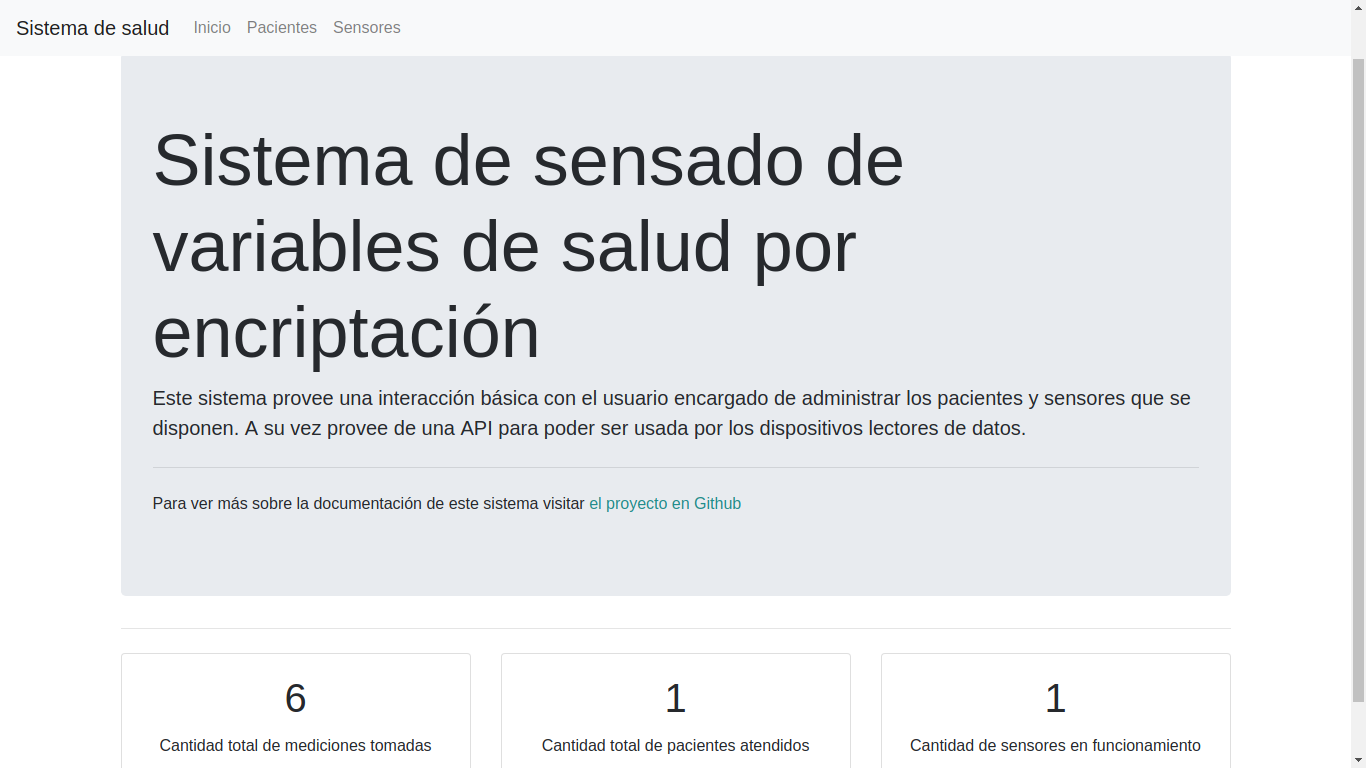 Sistema de salud Inicio Pacientes Sensores
Sistema de sensado de
variables de salud por
encriptación
Este sistema provee una interacción básica con el usuario encargado de administrar los pacientes y sensores que se
disponen. A su vez provee de una API para poder ser usada por los dispositivos lectores de datos.
Para ver más sobre la documentación de este sistema visitar el proyecto en Github
6
Cantidad total de mediciones tomadas
1
Cantidad total de pacientes atendidos
1
Cantidad de sensores en funcionamiento